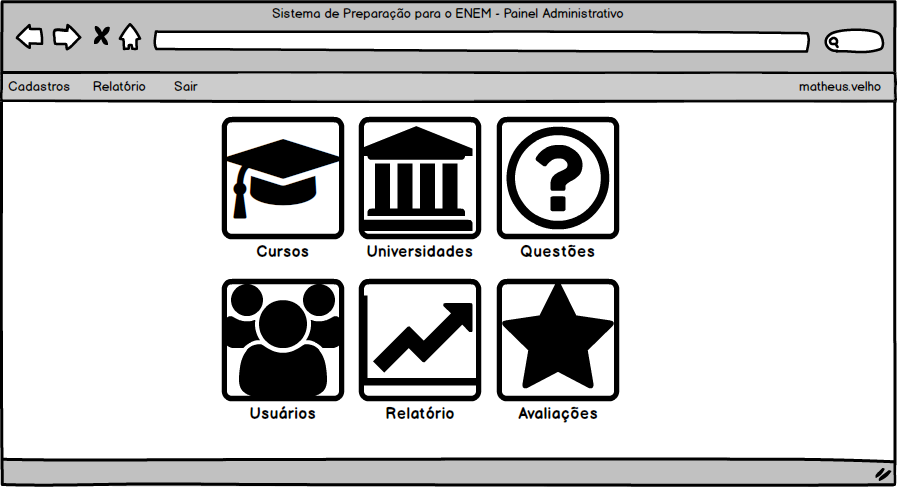 Sistema de Preparação para o ENEM - Painel Administrativo
Cadastros Relatório Sair matheus.velho
Cursos Universidades Questões
Usuários Relatório Avaliações